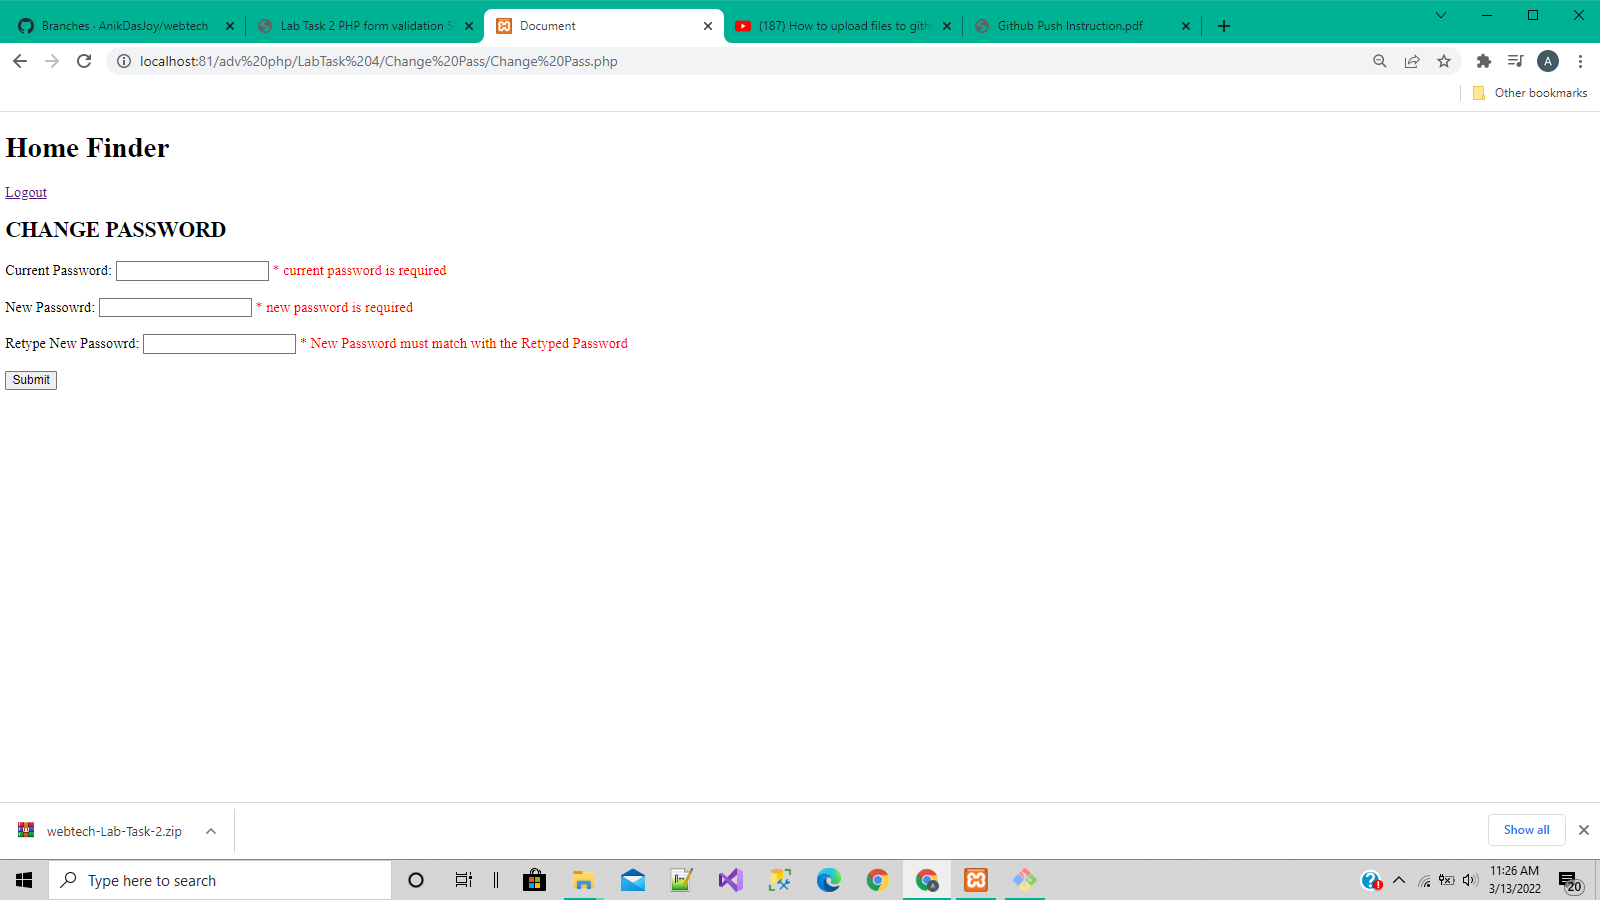 Branches · AnikDasJoy/webtech
Lab Task 2 PHP form validation S
Document
(187) How to upload files to gith
Github Push Instruction.pdf
localhost:81/adv%20php/LabTask%204/Change%20Pass/Change%20Pass.php
A
Other bookmarks
Home Finder
Logout
CHANGE PASSWORD
Current Password: * current password is required
New Passowrd: * new password is required
Retype New Passowrd: * New Password must match with the Retyped Password
Submit
webtech-Lab-Task-2.zip
Show all
Type here to search
11:26 AM
3/13/2022
20